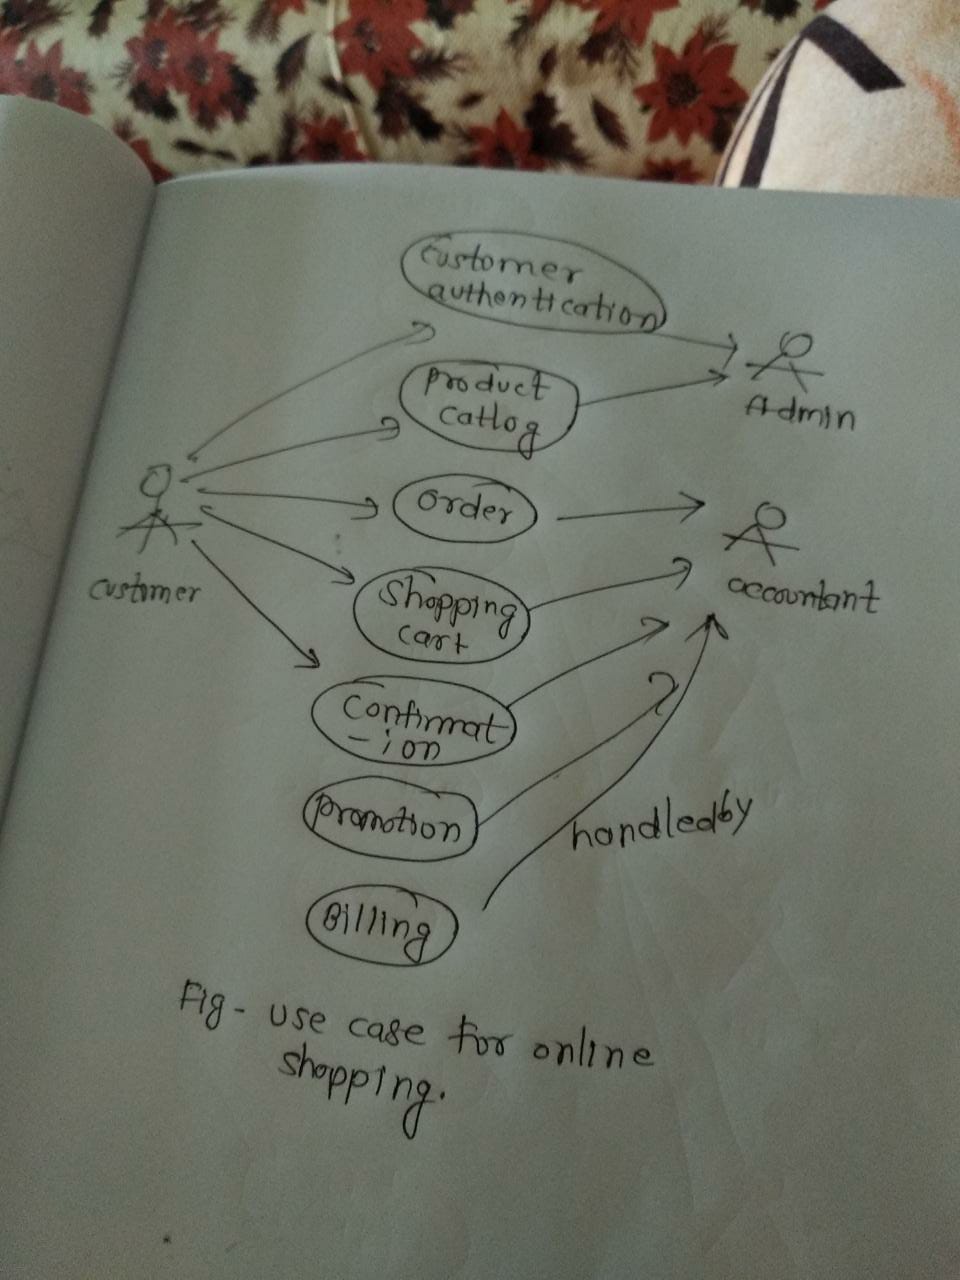 Customer
authentication
Product
catlog
Admin
order
accountant
customer
Shopping
cart
Confirmat
-ion
Promotion
handledby
Billing
Fig - use case for online
shopping.